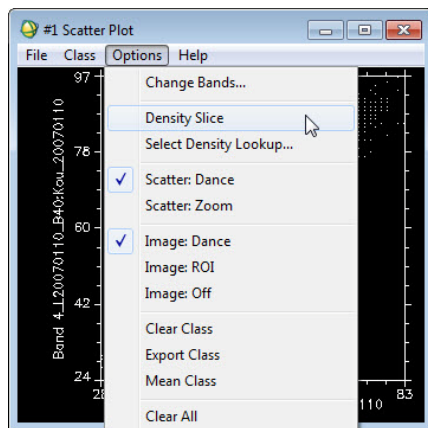 #1 Scatter Plot
File Class Options Help
Change Bands...
Density Slice
Select Density Lookup...
Scatter: Dance
Scatter: Zoom
Image: Dance
Image: ROI
Image: Off
Clear Class
Export Class
Mean Class
Clear All
97
78
60
42
24
Band 4_L20070110_B40:Kou_20070110
28
110
83